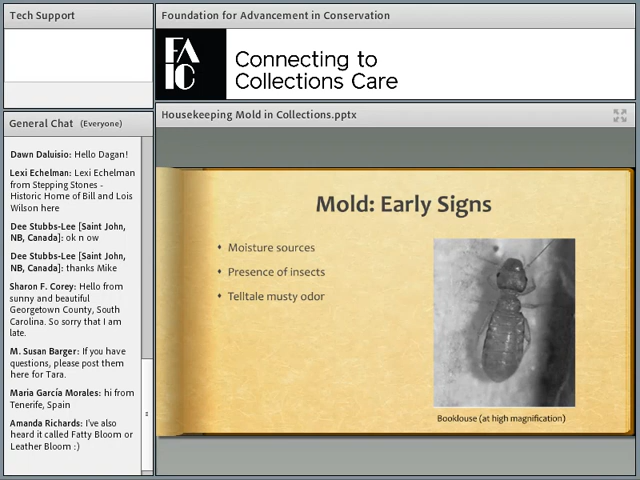 Tech Support
Foundation for Advancement in Conservation
FA
IC
Connecting to
Collections Care
General Chat (Everyone)
Dawn Daluisio: Hello Dagan!
Lexi Echelman: Lexi Echelman
from Stepping Stones -
Historic Home of Bill and Lois
Wilson here
Dee Stubbs-Lee [Saint John,
NB, Canada]: ok n ow
Dee Stubbs-Lee [Saint John,
NB, Canada]: thanks Mike
Sharon F. Corey: Hello from
sunny and beautiful
Georgetown County, South
Carolina. So sorry that I am
late.
M. Susan Barger: If you have
questions, please post them
here for Tara.
Maria García Morales: hi from
Tenerife, Spain
Amanda Richards: I've also
heard it called Fatty Bloom or
Leather Bloom :)
Housekeeping Mold in Collections.pptx
Mold: Early Signs
Moisture sources
Presence of insects
Telltale musty odor
Booklouse (at high magnification)